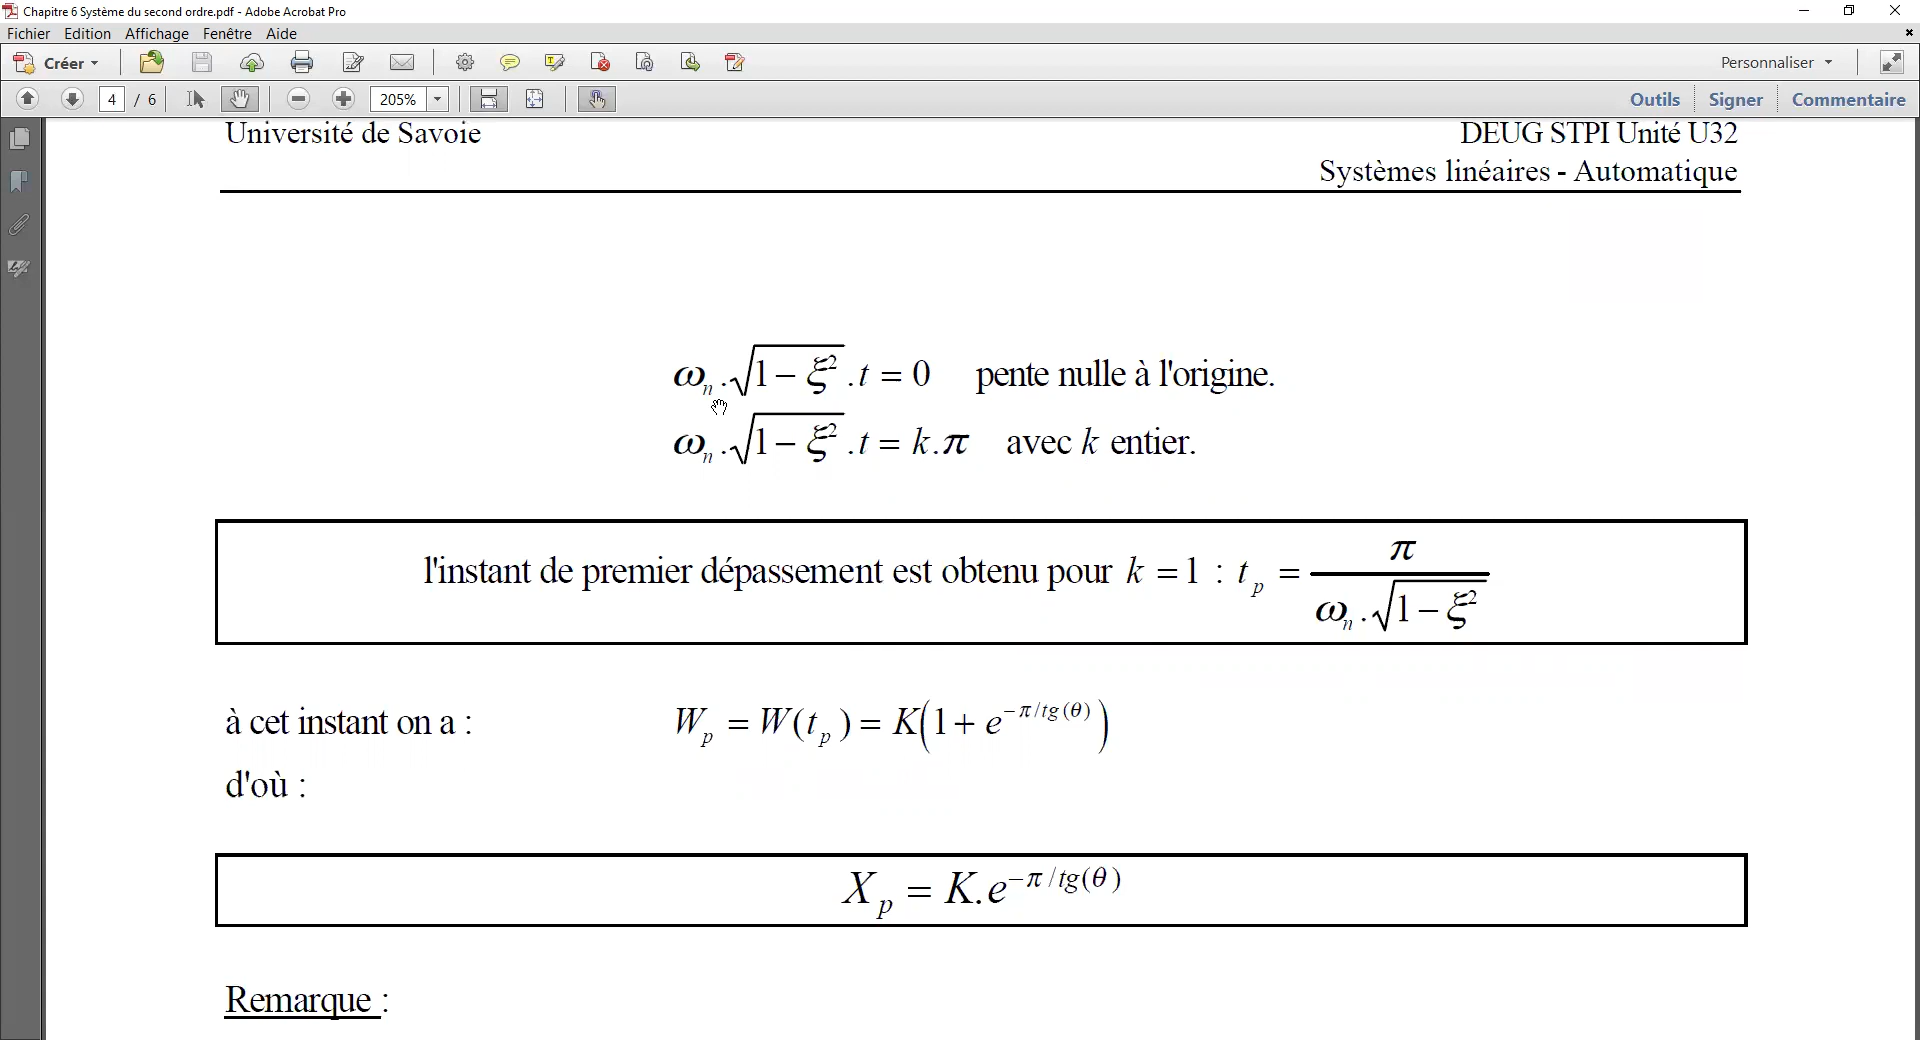 Chapitre 6 Système du second ordre.pdf - Adobe Acrobat Pro
Fichier Edition Affichage Fenêtre Aide
Créer
Personnaliser
4 / 6
205%
Outils Signer Commentaire
Université de Savoie
DEUG STPI Unité U32
Systèmes linéaires - Automatique
ωₙ.√(1 − ξ²).t = 0 pente nulle à l'origine.
ωₙ.√(1 − ξ²).t = k.π avec k entier.
l'instant de premier dépassement est obtenu pour k = 1 : tₚ = π / (ωₙ.√(1 − ξ²))
à cet instant on a : Wₚ = W(tₚ) = K(1 + e^(−π/tg(θ)))
d'où :
Xₚ = K.e^(−π/tg(θ))
Remarque :